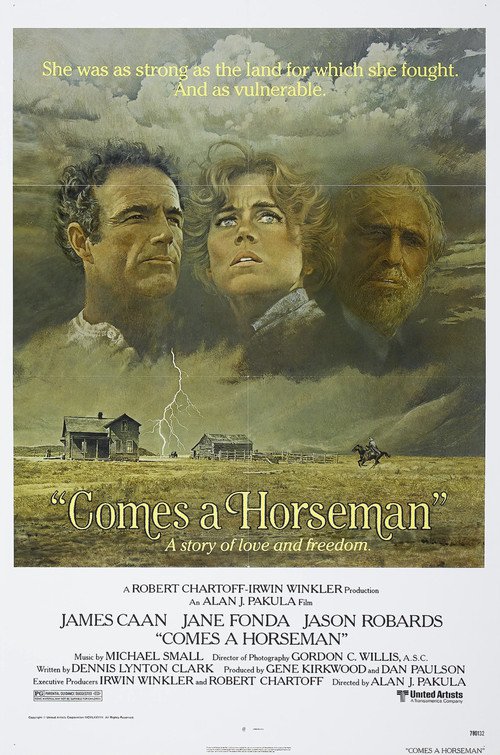 She was as strong as the land for which she fought.
And as vulnerable.
"Comes a Horseman"
A story of love and freedom.
A ROBERT CHARTOFF-IRWIN WINKLER Production
An ALAN J. PAKULA Film
JAMES CAAN JANE FONDA JASON ROBARDS
"COMES A HORSEMAN"
Music by MICHAEL SMALL Director of Photography GORDON C. WILLIS, A.S.C.
Written by DENNIS LYNTON CLARK Produced by GENE KIRKWOOD and DAN PAULSON
Executive Producers IRWIN WINKLER and ROBERT CHARTOFF Directed by ALAN J. PAKULA
PG PARENTAL GUIDANCE SUGGESTED
United Artists
A Transamerica Company
780132
"COMES A HORSEMAN"